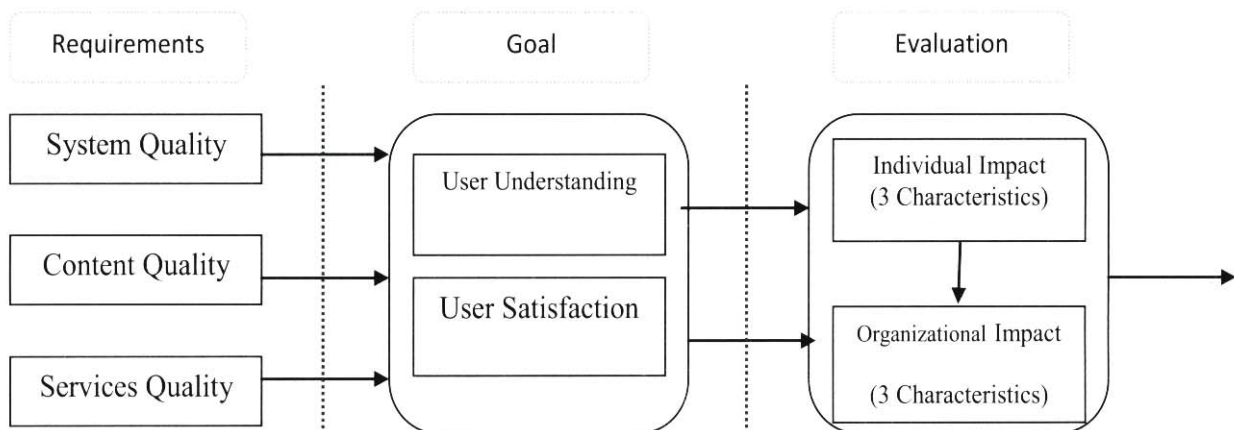 Requirements
Goal
Evaluation
System Quality
Content Quality
Services Quality
User Understanding
User Satisfaction
Individual Impact
(3 Characteristics)
Organizational Impact
(3 Characteristics)